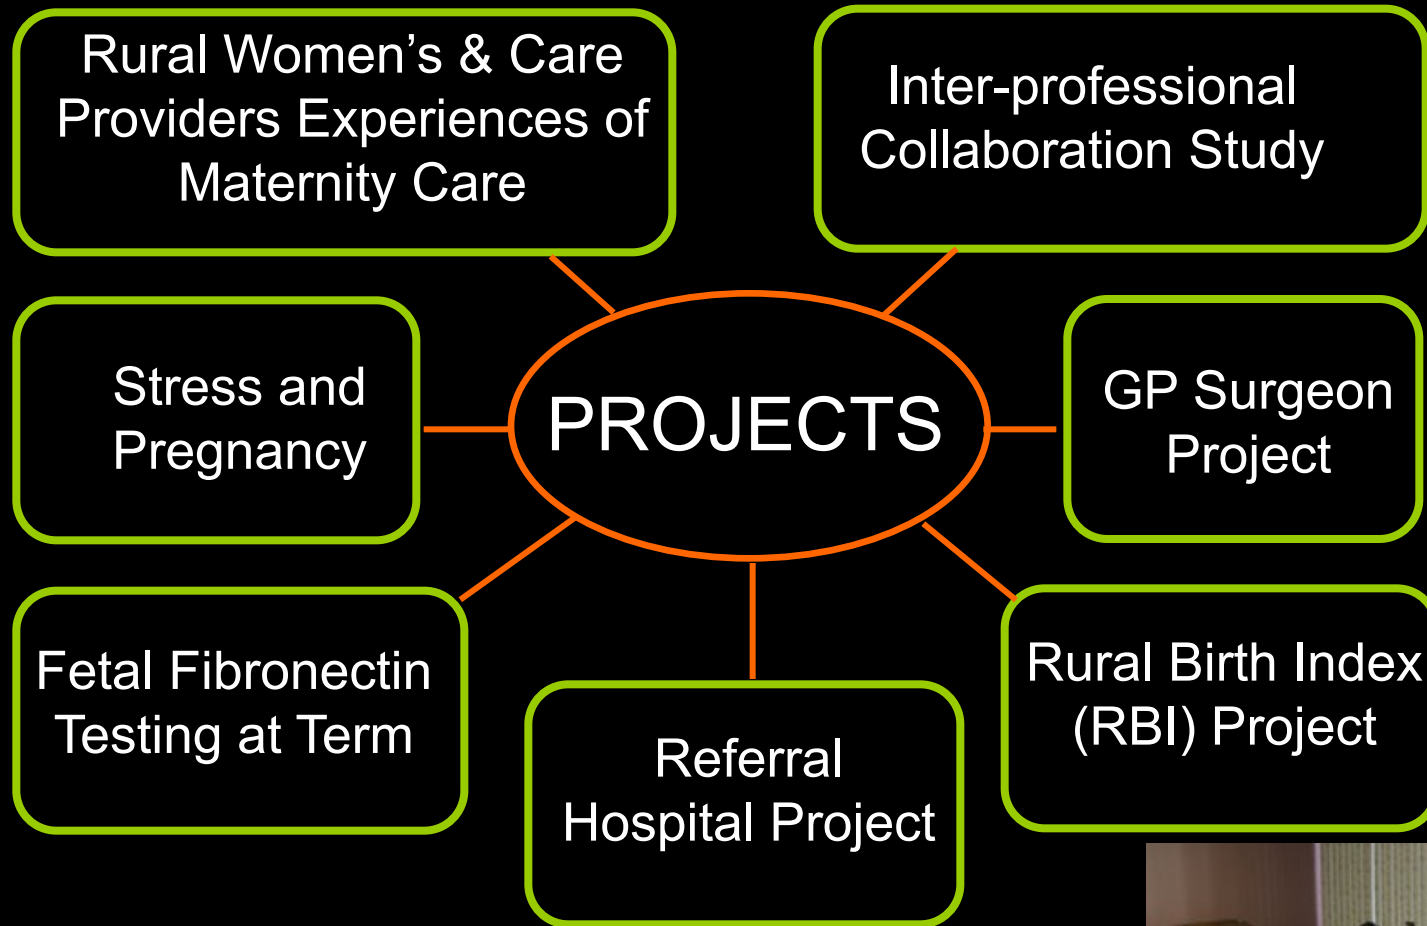 Rural Women’s & Care
Providers Experiences of
Maternity Care
Inter-professional
Collaboration Study
Stress and
Pregnancy
PROJECTS
GP Surgeon
Project
Fetal Fibronectin
Testing at Term
Referral
Hospital Project
Rural Birth Index
(RBI) Project